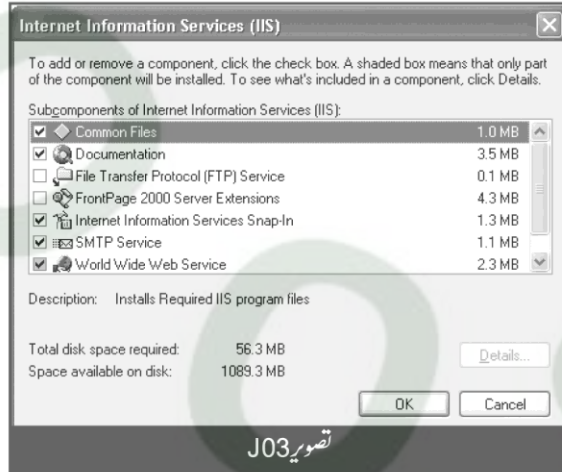 Internet Information Services (IIS)
To add or remove a component, click the check box. A shaded box means that only part
of the component will be installed. To see what's included in a component, click Details.
Subcomponents of Internet Information Services (IIS):
Common Files 1.0 MB
Documentation 3.5 MB
File Transfer Protocol (FTP) Service 0.1 MB
FrontPage 2000 Server Extensions 4.3 MB
Internet Information Services Snap-In 1.3 MB
SMTP Service 1.1 MB
World Wide Web Service 2.3 MB
Description: Installs Required IIS program files
Total disk space required: 56.3 MB
Space available on disk: 1089.3 MB
Details...
OK Cancel
تصویر J03